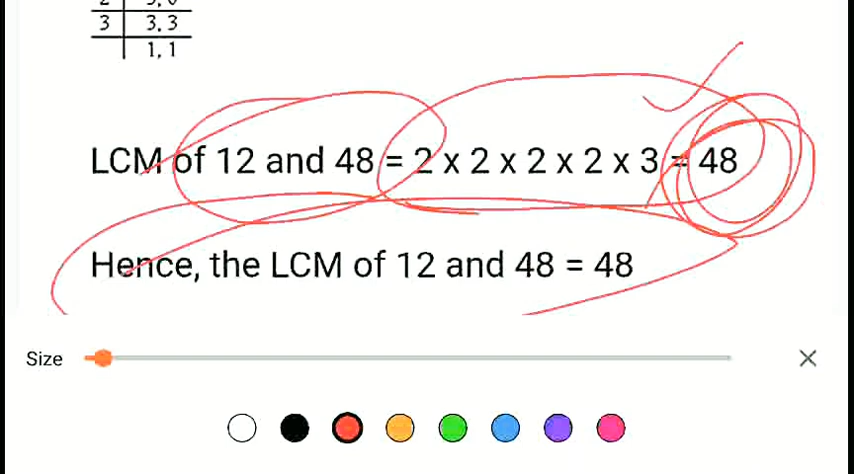 3 3, 3
1, 1
LCM of 12 and 48 = 2 x 2 x 2 x 2 x 3 = 48
Hence, the LCM of 12 and 48 = 48
Size